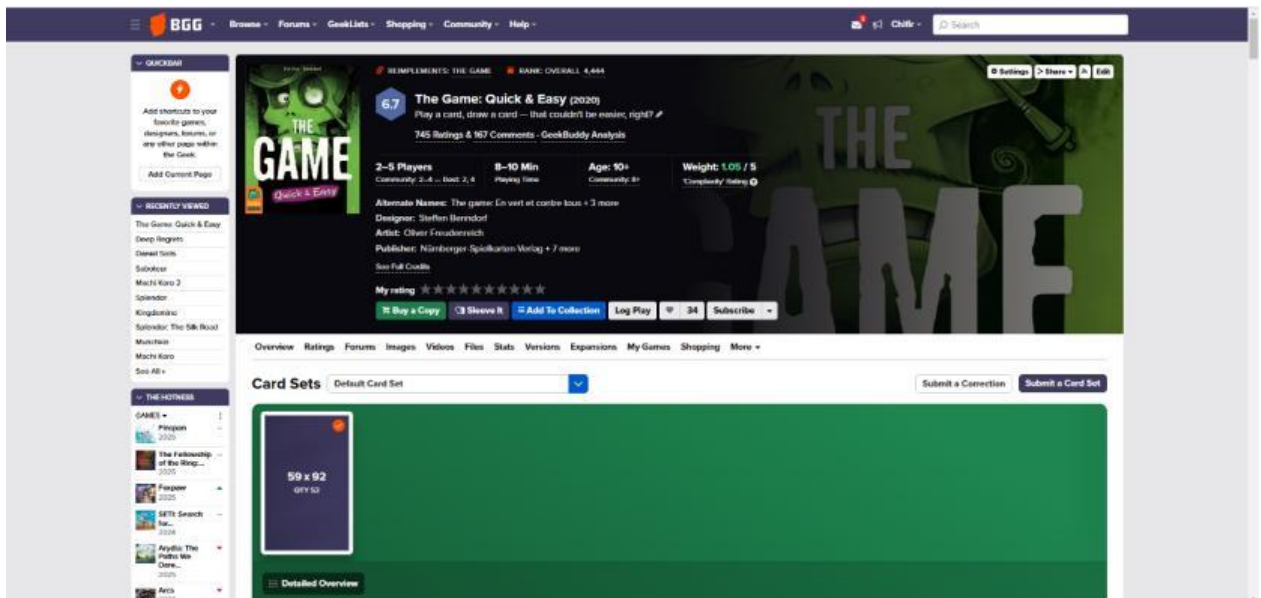 BGG
Browse Forums GeekLists Shopping Community Help
Chiflr
Search
QUICKBAR
Add shortcuts to your
favorite games,
designers, forums, or
any other page within
the Geek.
Add Current Page
RECENTLY VIEWED
The Game: Quick & Easy
Deep Regrets
Saboteur
Machi Koro 2
Splendor
Kingdomino
Splendor: The Silk Road
Munchkin
Machi Koro
See All »
THE HOTNESS
GAMES
2025
The Fellowship
of the Ring:...
2025
2025
SETI: Search
for...
2024
Arydia: The
Paths We
Dare...
2025
Arcs
THE
GAME
Quick & Easy
REIMPLEMENTS: THE GAME RANK: OVERALL 4,444
Settings Share Edit
6.7
The Game: Quick & Easy (2020)
Play a card, draw a card — that couldn't be easier, right?
745 Ratings & 167 Comments · GeekBuddy Analysis
2–5 Players 8–10 Min Age: 10+ Weight: 1.05 / 5
Community: 2–4 — Best: 2, 4 Playing Time Community: 8+ 'Complexity' Rating
Alternate Names: The game: En vert et contre tous + 3 more
Designer: Steffen Benndorf
Artist: Oliver Freudenreich
Publisher: Nürnberger-Spielkarten-Verlag + 7 more
See Full Credits
My rating
Buy a Copy Sleeve It Add To Collection Log Play 34 Subscribe
THE
GAME
Overview Ratings Forums Images Videos Files Stats Versions Expansions My Games Shopping More
Card Sets Default Card Set Submit a Correction Submit a Card Set
59 x 92
QTY 52
Detailed Overview